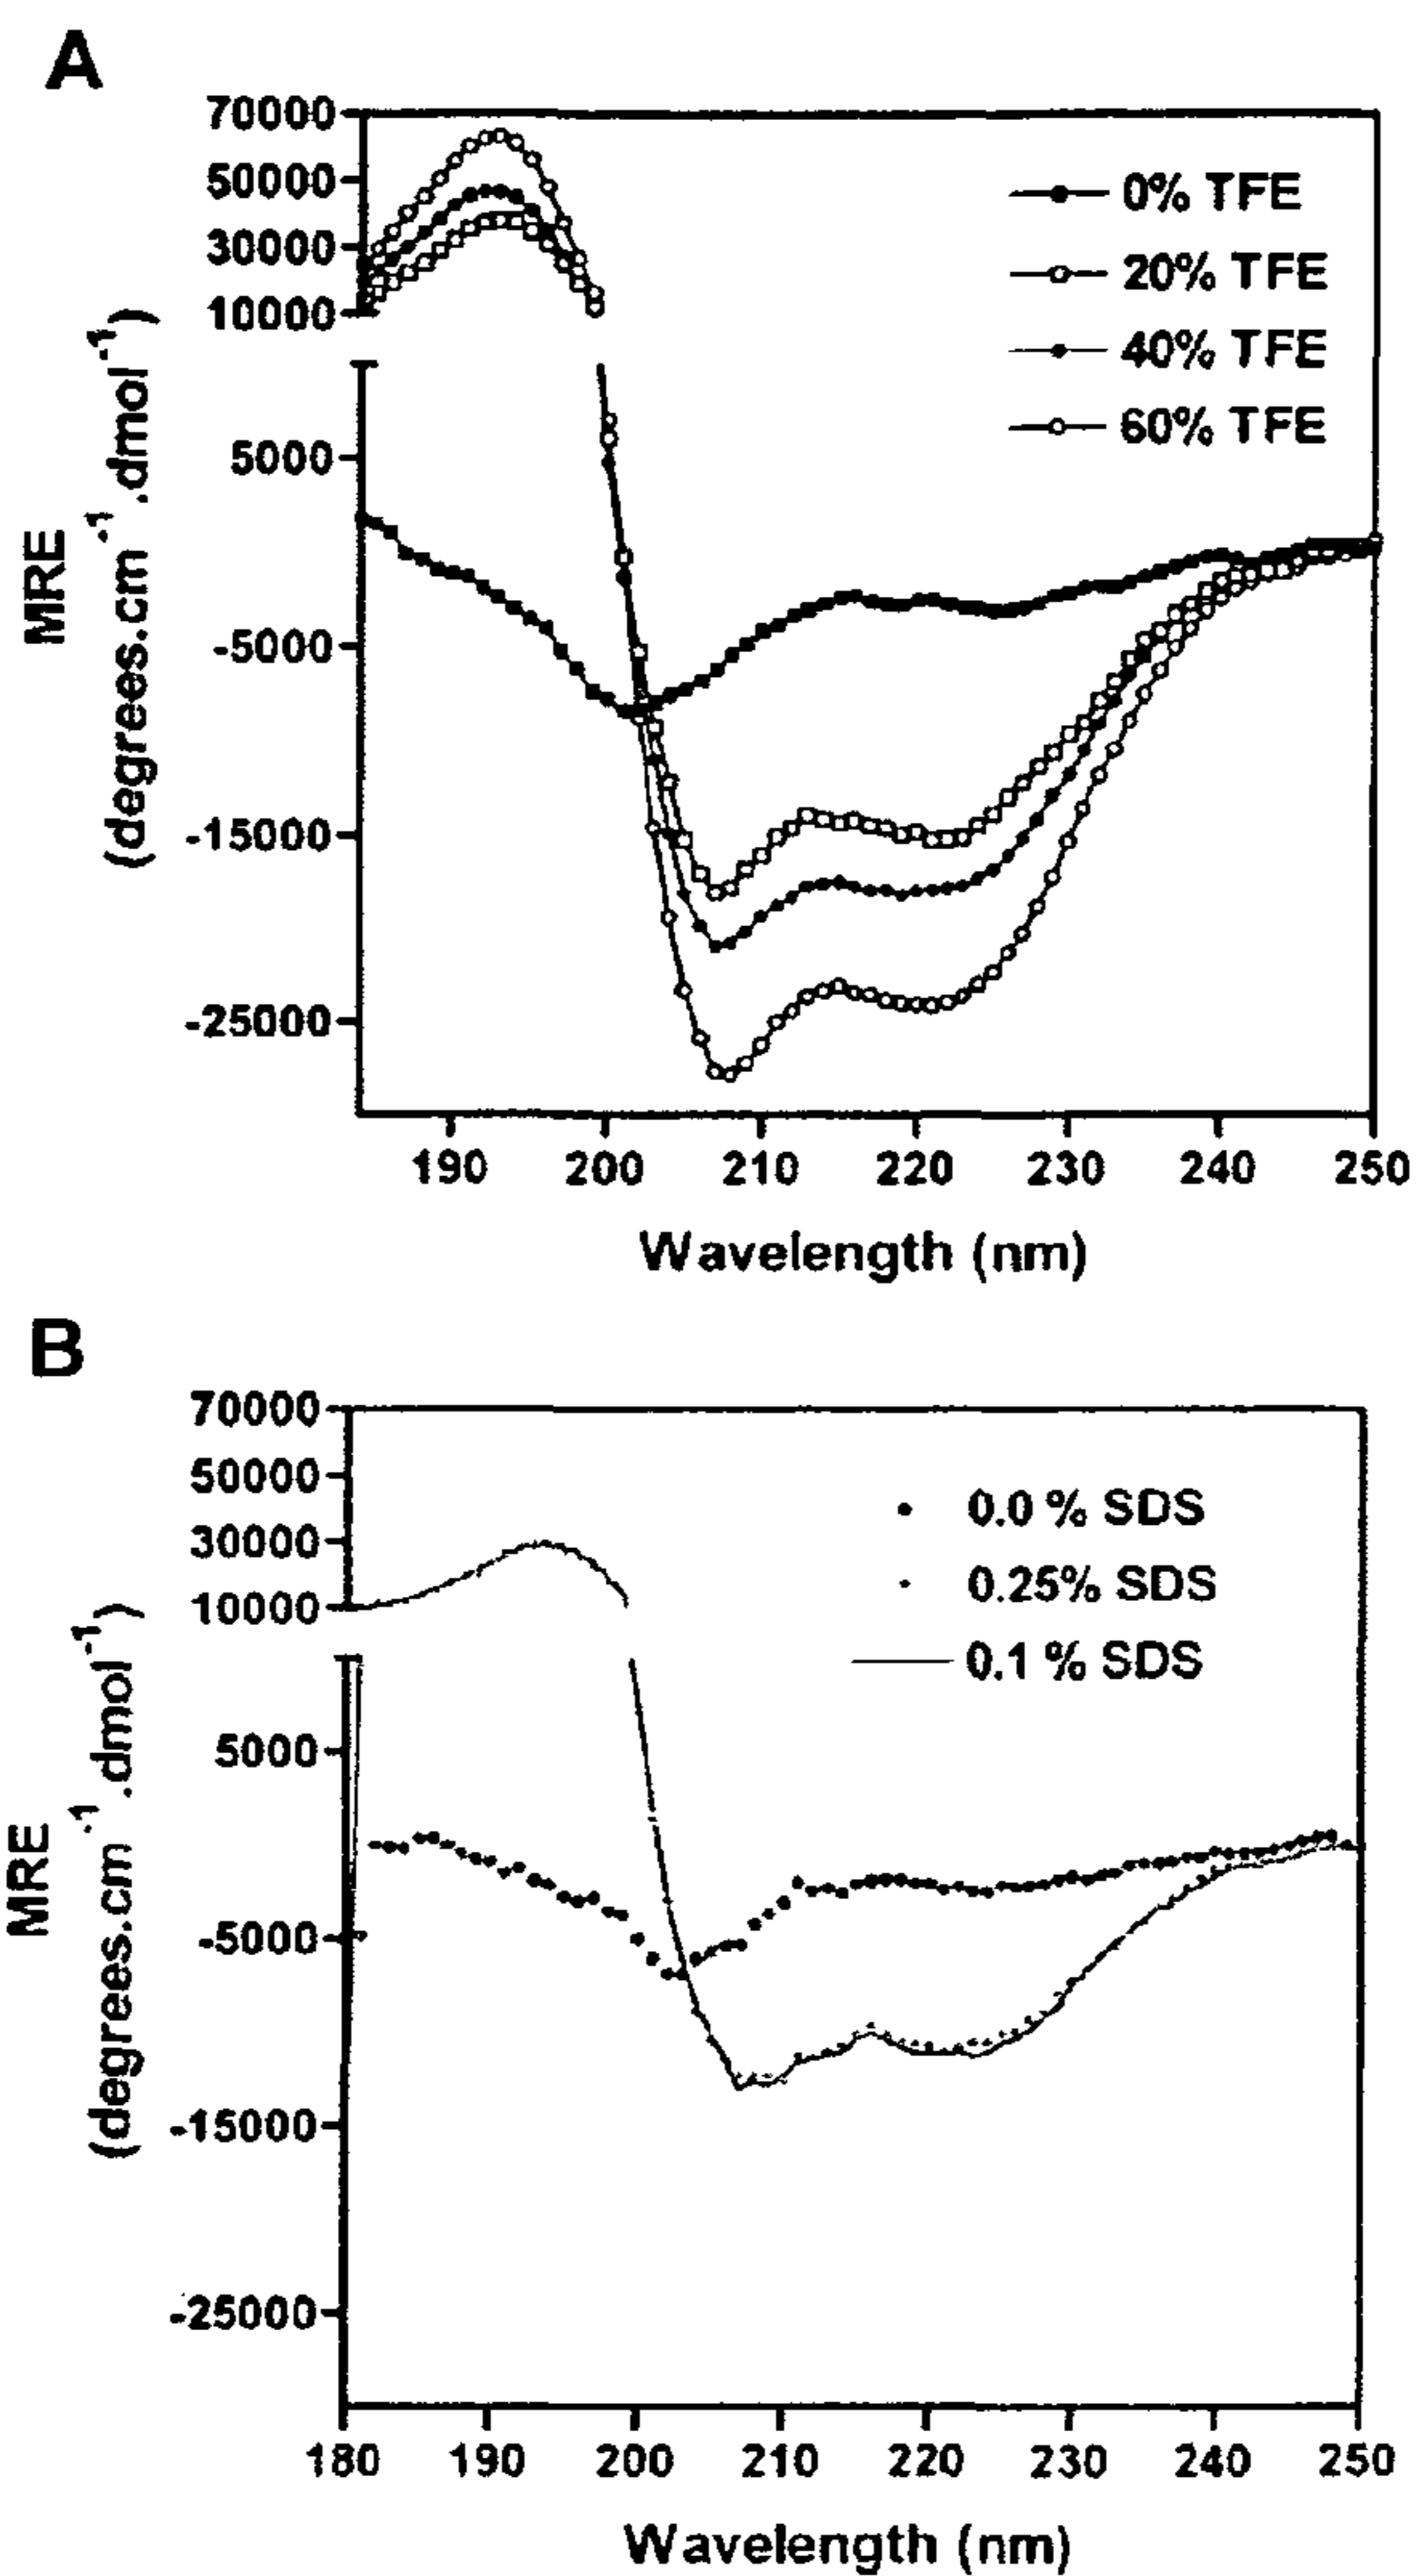 A
70000
50000
30000
10000
5000
-5000
-15000
-25000
MRE
(degrees.cm⁻¹ .dmol⁻¹)
0% TFE
20% TFE
40% TFE
60% TFE
190 200 210 220 230 240 250
Wavelength (nm)
B
70000
50000
30000
10000
5000
-5000
-15000
-25000
MRE
(degrees.cm⁻¹ .dmol⁻¹)
0.0 % SDS
0.25% SDS
0.1 % SDS
180 190 200 210 220 230 240 250
Wavelength (nm)